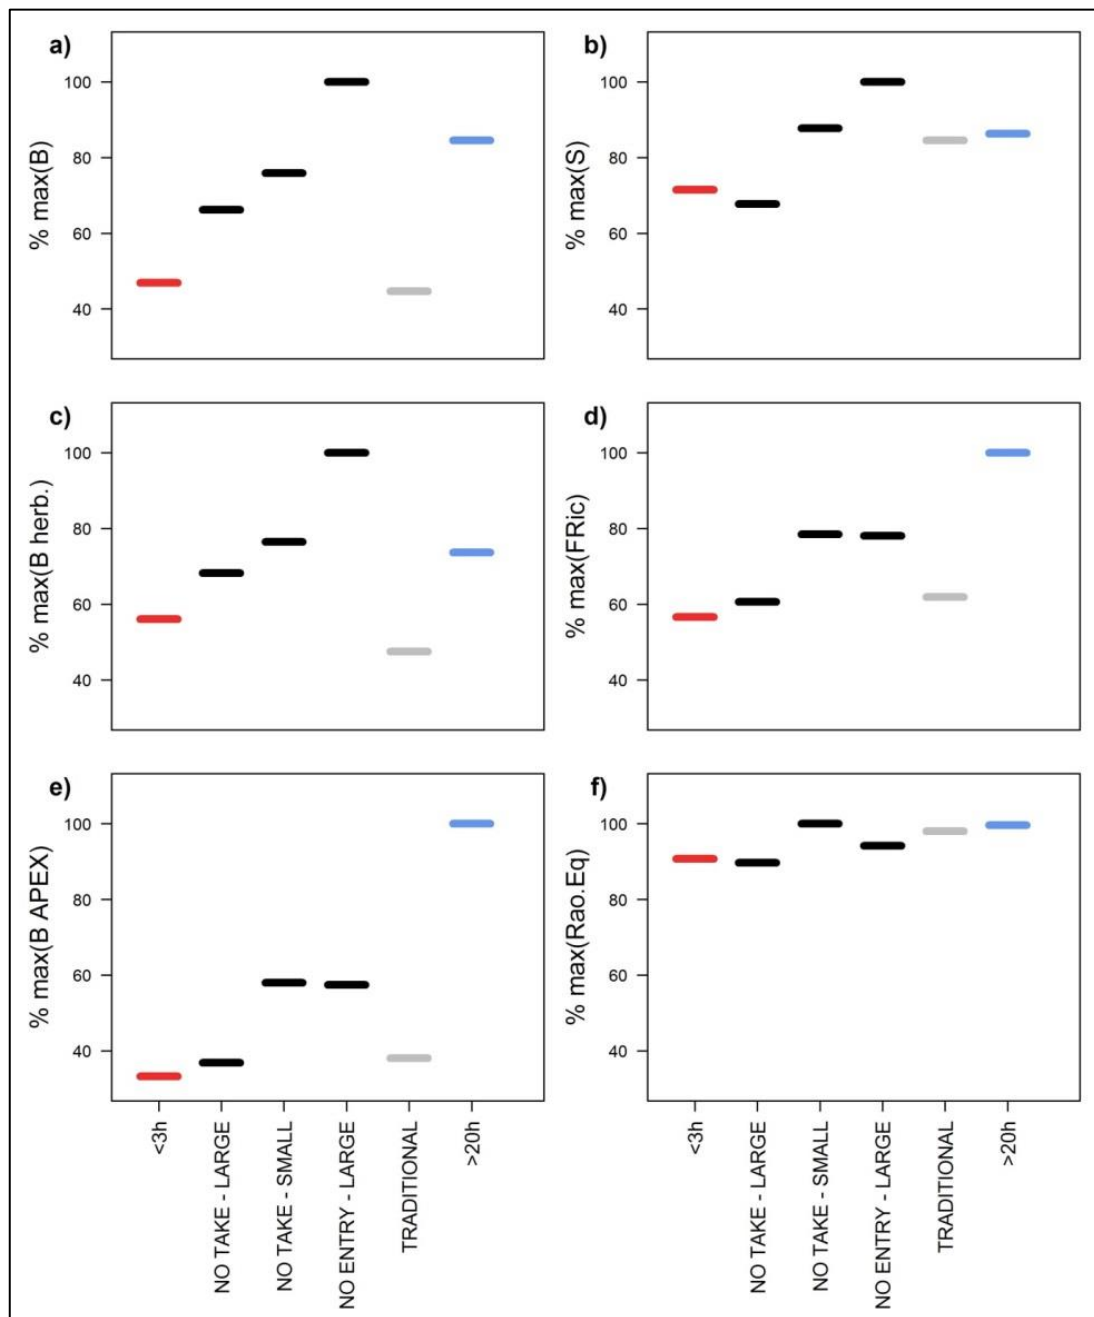 a)
% max(B)
100
80
60
40
b)
% max(S)
100
80
60
40
c)
% max(B herb.)
100
80
60
40
d)
% max(FRic)
100
80
60
40
e)
% max(B APEX)
100
80
60
40
f)
% max(Rao.Eq)
100
80
60
40
<3h
NO TAKE - LARGE
NO TAKE - SMALL
NO ENTRY - LARGE
TRADITIONAL
>20h
<3h
NO TAKE - LARGE
NO TAKE - SMALL
NO ENTRY - LARGE
TRADITIONAL
>20h